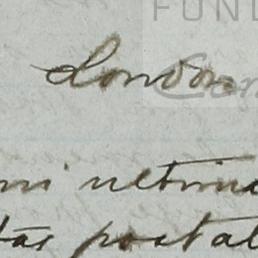 FUND
London
mi ultima
tas postal